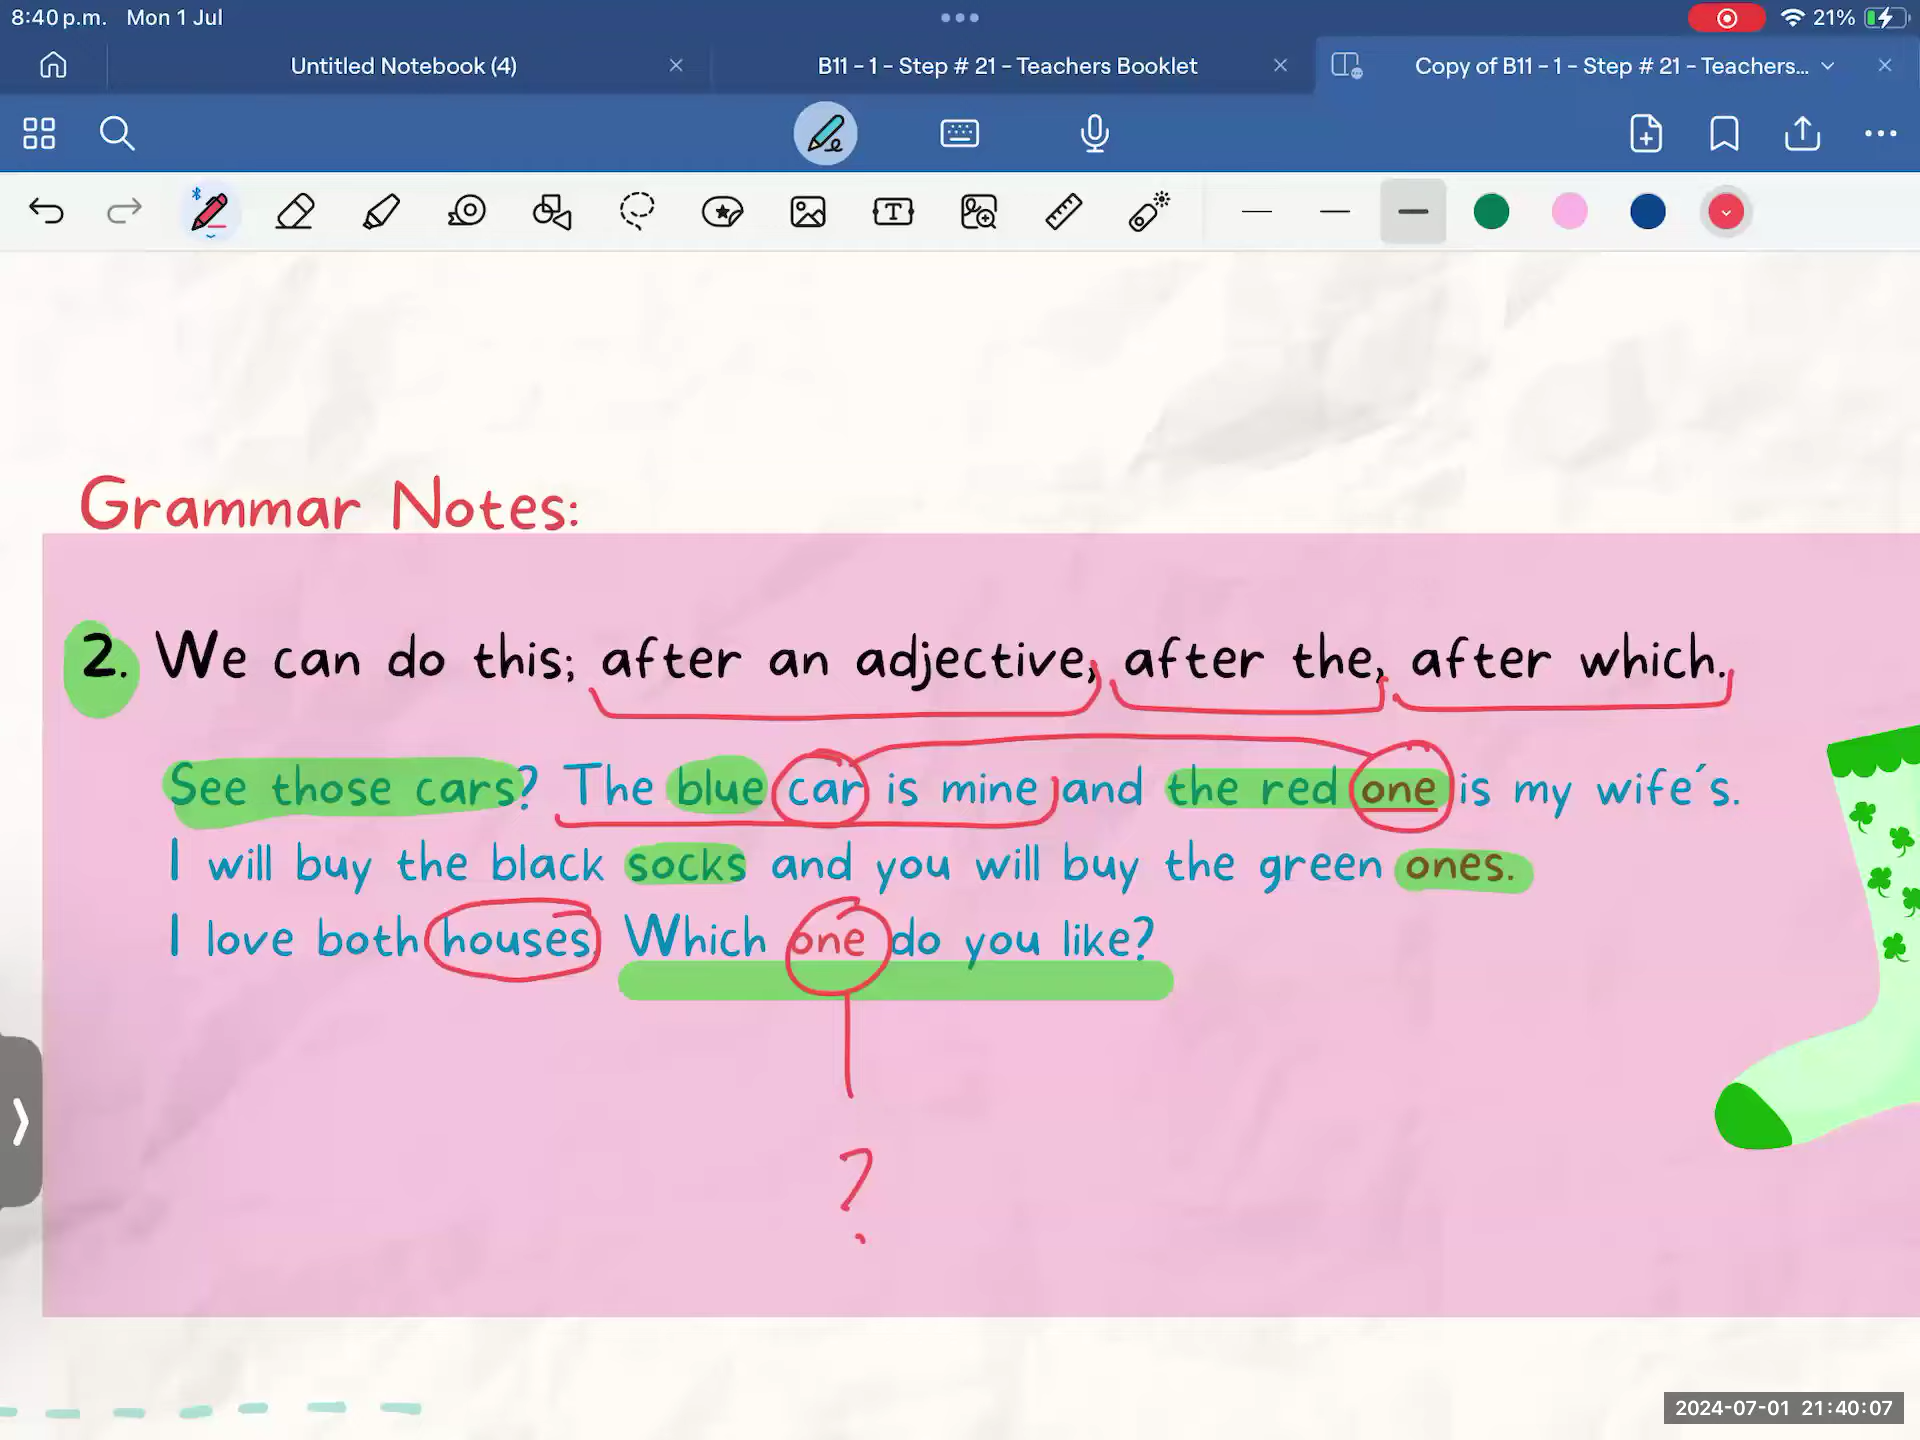 8:40 p.m. Mon 1 Jul
21%
Untitled Notebook (4)
B11 - 1 - Step # 21 - Teachers Booklet
Copy of B11 - 1 - Step # 21 - Teachers...
Grammar Notes:
2. We can do this; after an adjective, after the, after which.
See those cars? The blue car is mine and the red one is my wife´s.
I will buy the black socks and you will buy the green ones.
I love both houses. Which one do you like?
?
2024-07-01 21:40:07